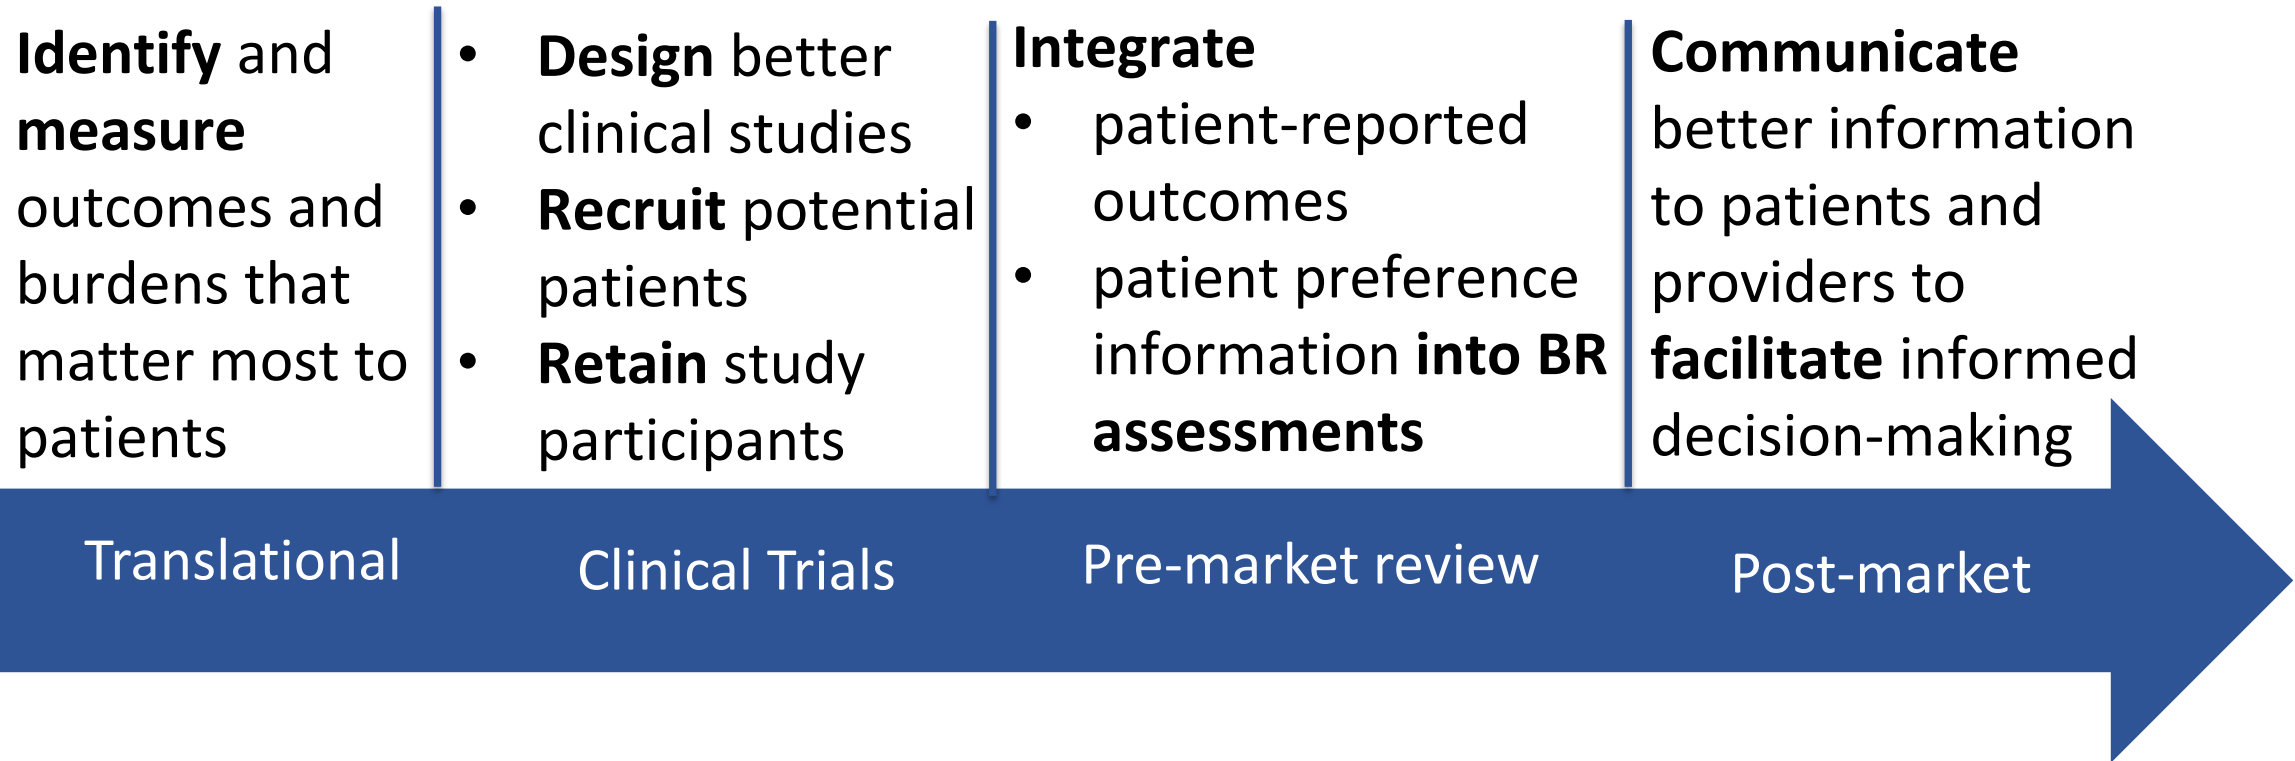 Identify and
measure
outcomes and
burdens that
matter most to
patients
• Design better
clinical studies
• Recruit potential
patients
• Retain study
participants
Integrate
• patient-reported
outcomes
• patient preference
information into BR
assessments
Communicate
better information
to patients and
providers to
facilitate informed
decision-making
Translational
Clinical Trials
Pre-market review
Post-market